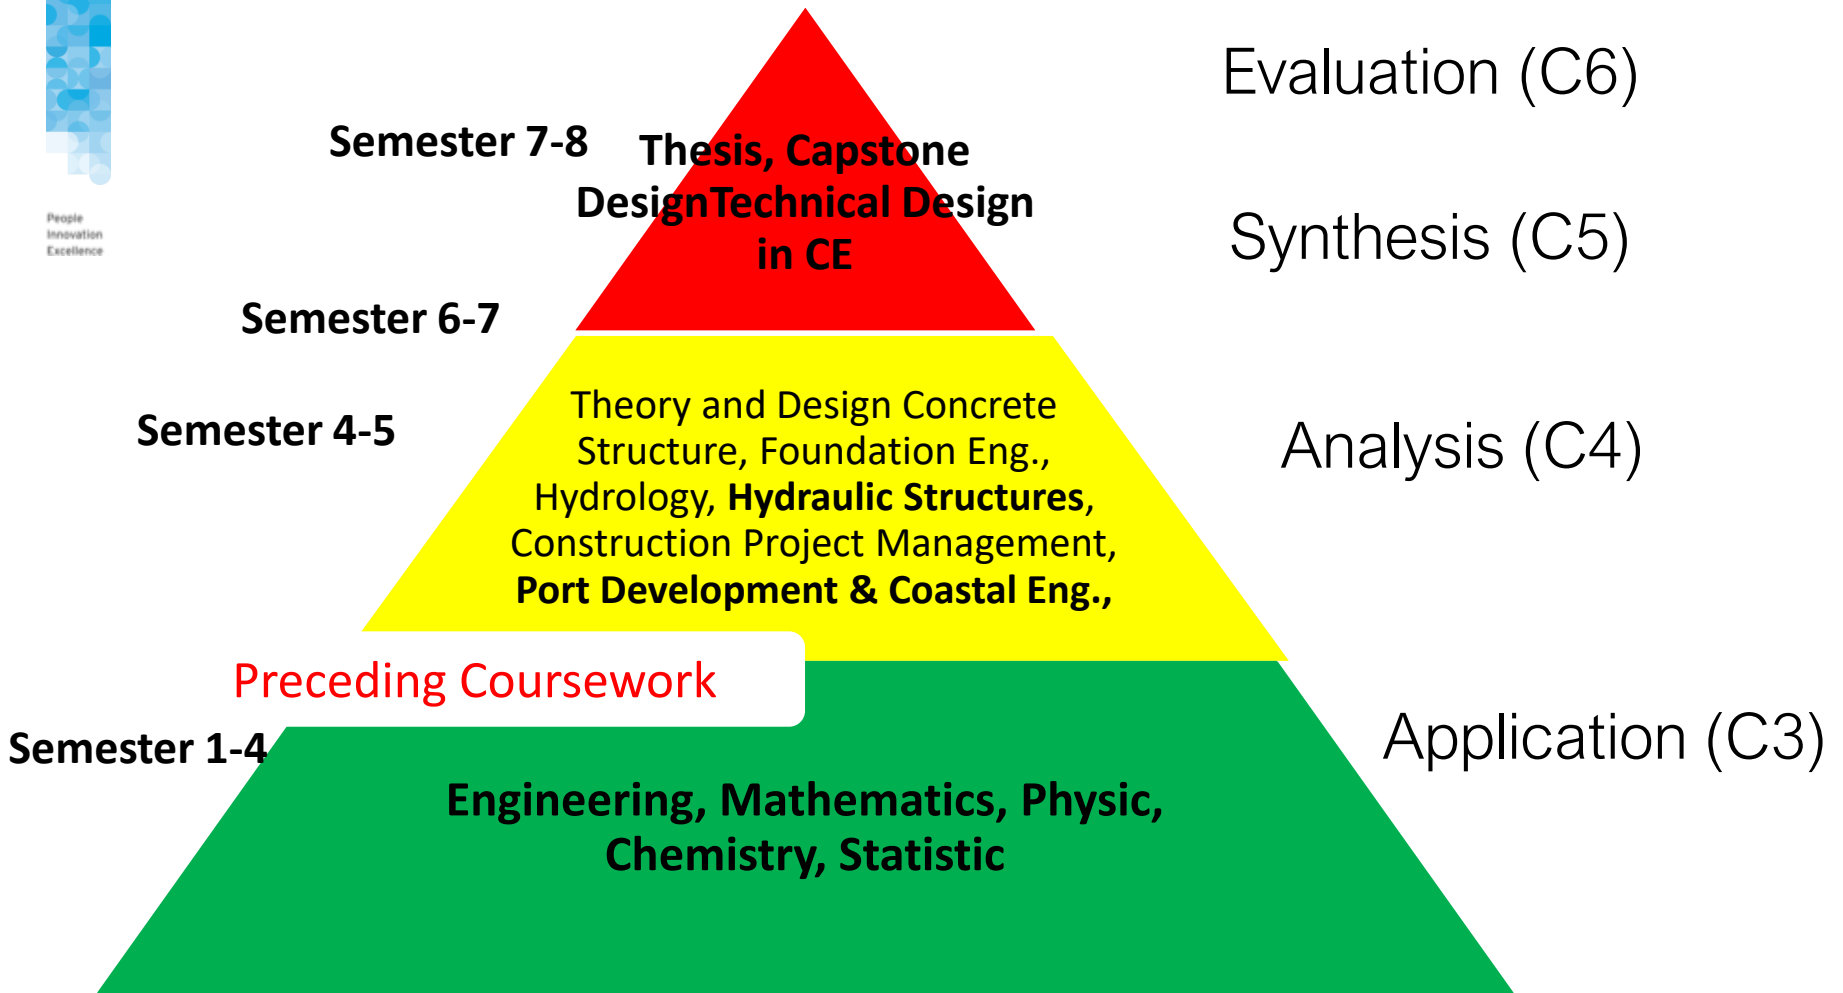 People
Innovation
Excellence
Evaluation (C6)
Semester 7-8
Thesis, Capstone
DesignTechnical Design
in CE
Synthesis (C5)
Semester 6-7
Semester 4-5
Theory and Design Concrete
Structure, Foundation Eng.,
Hydrology, Hydraulic Structures,
Construction Project Management,
Port Development & Coastal Eng.,
Analysis (C4)
Preceding Coursework
Semester 1-4
Application (C3)
Engineering, Mathematics, Physic,
Chemistry, Statistic